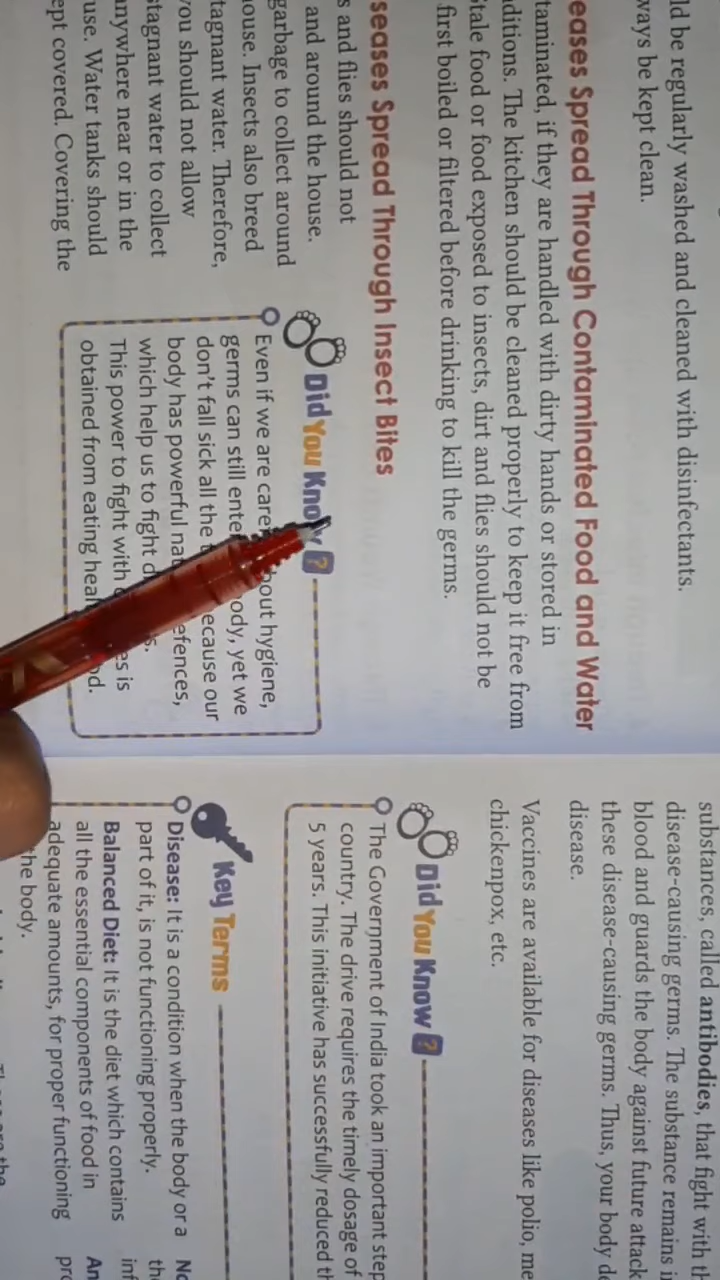 ld be regularly washed and cleaned with disinfectants.
ways be kept clean.
eases Spread Through Contaminated Food and Water
taminated, if they are handled with dirty hands or stored in
ditions. The kitchen should be cleaned properly to keep it free from
Stale food or food exposed to insects, dirt and flies should not be
first boiled or filtered before drinking to kill the germs.
seases Spread Through Insect Bites
s and flies should not
and around the house.
garbage to collect around
ouse. Insects also breed
tagnant water. Therefore,
you should not allow
stagnant water to collect
anywhere near or in the
use. Water tanks should
ept covered. Covering the
Did You Know ?
Even if we are care bout hygiene,
germs can still ente ody, yet we
don't fall sick all the ecause our
body has powerful na efences,
which help us to fight d s.
This power to fight with es is
obtained from eating heal d.
substances, called antibodies, that fight with th
disease-causing germs. The substance remains i
blood and guards the body against future attack
these disease-causing germs. Thus, your body d
disease.
Vaccines are available for diseases like polio, me
chickenpox, etc.
Did You Know ?
The Government of India took an important step
country. The drive requires the timely dosage of
5 years. This initiative has successfully reduced th
Key Terms
Disease: It is a condition when the body or a
part of it, is not functioning properly.
Balanced Diet: It is the diet which contains
all the essential components of food in
adequate amounts, for proper functioning
the body.
No
the
inf
An
pro